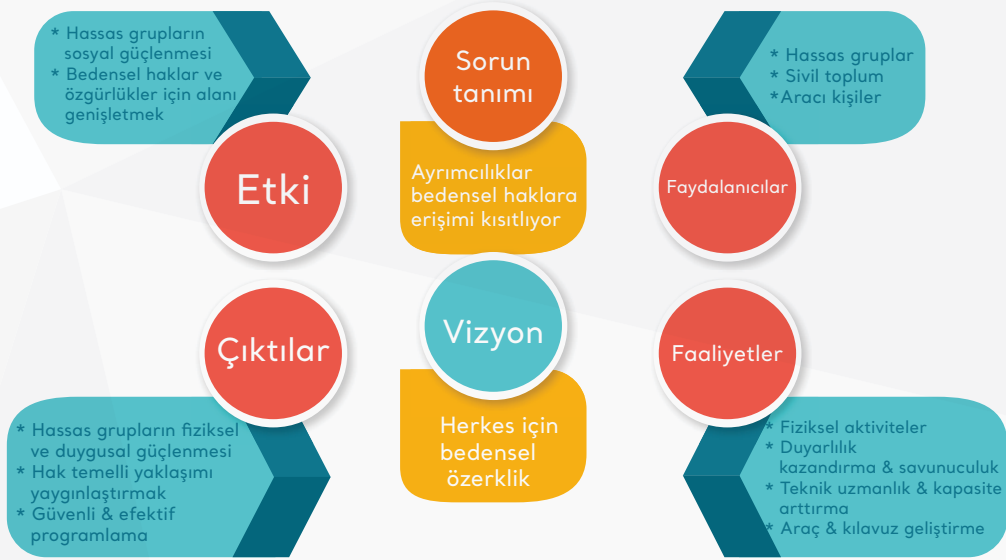 * Hassas grupların
sosyal güçlenmesi
* Bedensel haklar ve
özgürlükler için alanı
genişletmek
Etki
Sorun
tanımı
Ayrımcılıklar
bedensel haklara
erişimi kısıtlıyor
* Hassas gruplar
* Sivil toplum
*Aracı kişiler
Faydalanıcılar
Çıktılar
* Hassas grupların fiziksel
ve duygusal güçlenmesi
* Hak temelli yaklaşımı
yaygınlaştırmak
* Güvenli & efektif
programlama
Vizyon
Herkes için
bedensel
özerklik
Faaliyetler
* Fiziksel aktiviteler
* Duyarlılık
kazandırma & savunuculuk
* Teknik uzmanlık & kapasite
arttırma
* Araç & kılavuz geliştirme